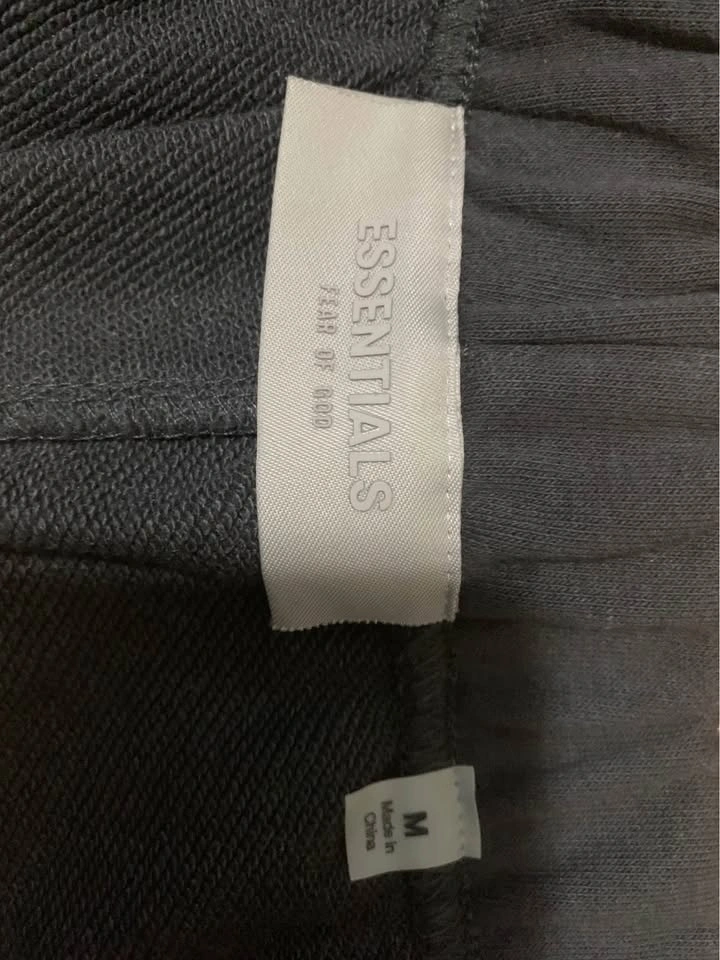 ESSENTIALS
FEAR OF GOD
M
Made in
China